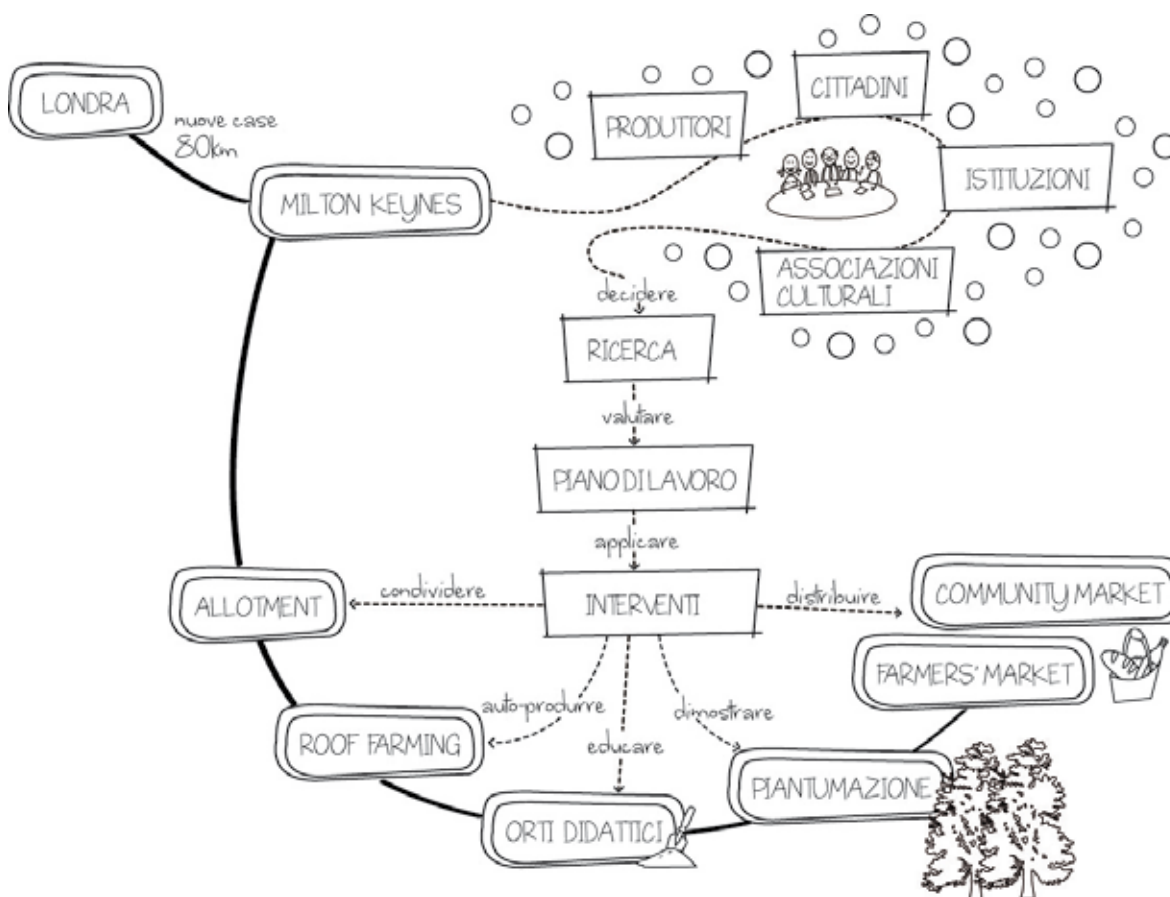 LONDRA
nuove case
80km
MILTON KEYNES
PRODUTTORI
CITTADINI
ISTITUZIONI
ASSOCIAZIONI
CULTURALI
decidere
RICERCA
valutare
PIANO DI LAVORO
applicare
INTERVENTI
condividere
ALLOTMENT
distribuire
COMMUNITY MARKET
FARMERS' MARKET
auto-produrre
ROOF FARMING
educare
ORTI DIDATTICI
dimostrare
PIANTUMAZIONE